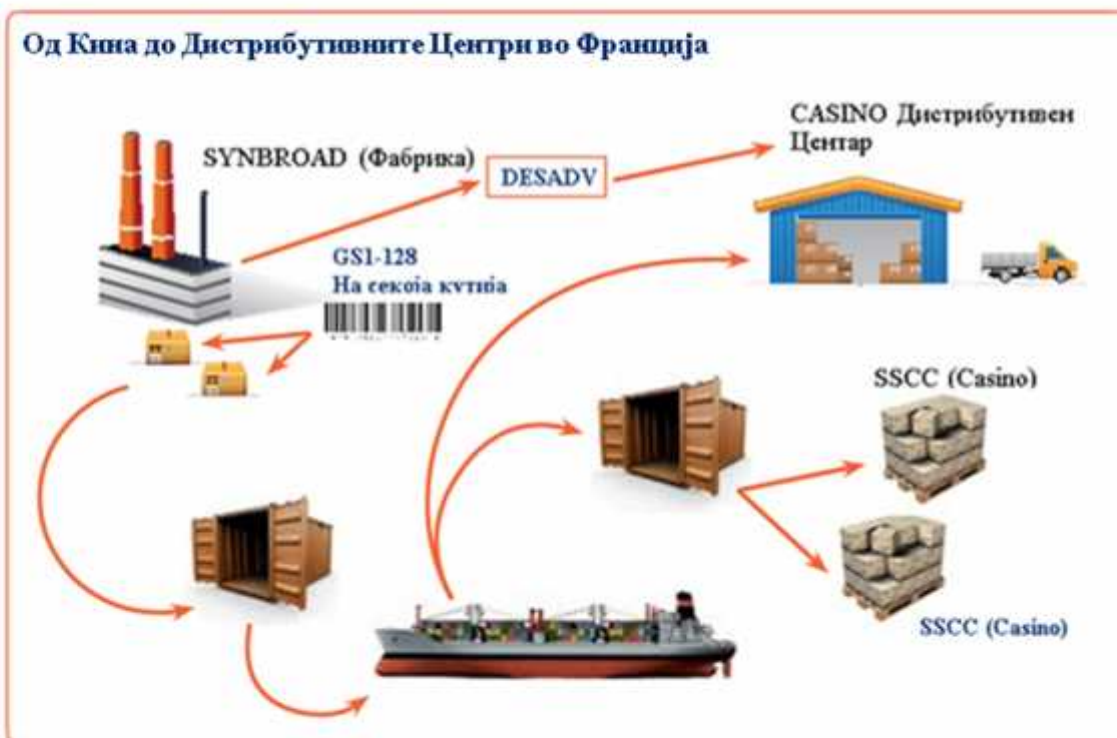 Од Кина до Дистрибутивните Центри во Франција
SYNBROAD (Фабрика)
DESADV
CASINO Дистрибутивен
Центар
GS1-128
На секоја кутија
SSCC (Casino)
SSCC (Casino)